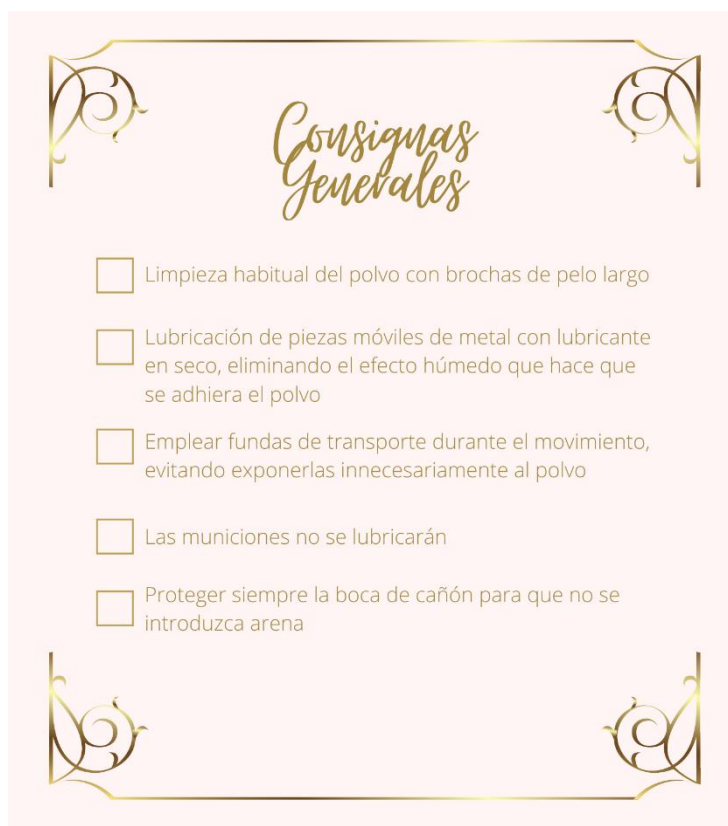 Consignas
Generales
Limpieza habitual del polvo con brochas de pelo largo
Lubricación de piezas móviles de metal con lubricante
en seco, eliminando el efecto húmedo que hace que
se adhiera el polvo
Emplear fundas de transporte durante el movimiento,
evitando exponerlas innecesariamente al polvo
Las municiones no se lubricarán
Proteger siempre la boca de cañón para que no se
introduzca arena